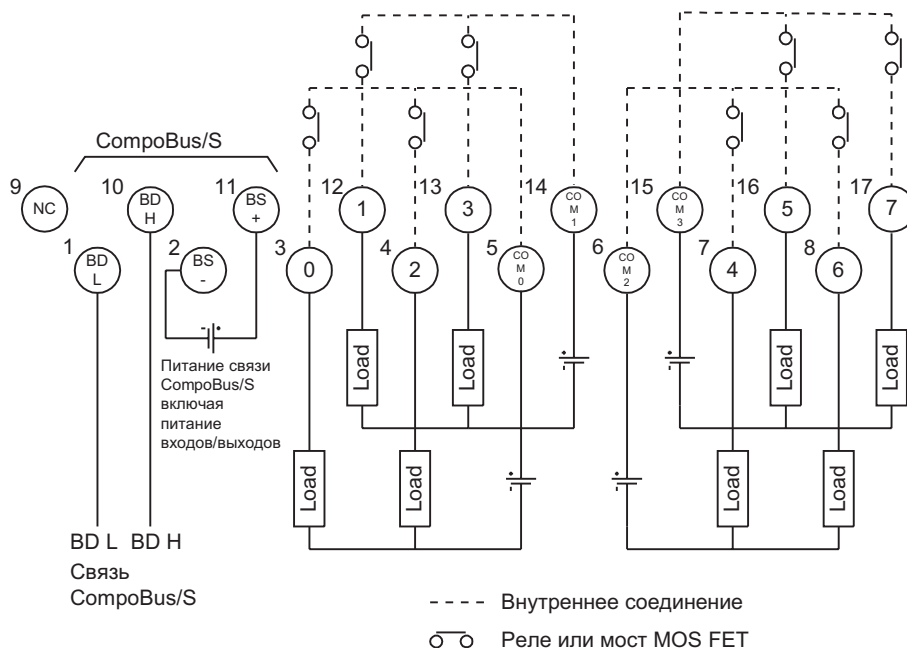 CompoBus/S
9
NC
10
BD
H
11
BS
+
12
1
13
3
14
CO
M
1
15
CO
M
3
16
5
17
7
1
BD
L
2
BS
-
3
0
4
2
5
CO
M
0
6
CO
M
2
7
4
8
6
- +
Питание связи
CompoBus/S
включая
питание
входов/выходов
Load
Load
Load
Load
Load
Load
Load
Load
BD L BD H
Связь
CompoBus/S
Внутреннее соединение
Реле или мост MOS FET